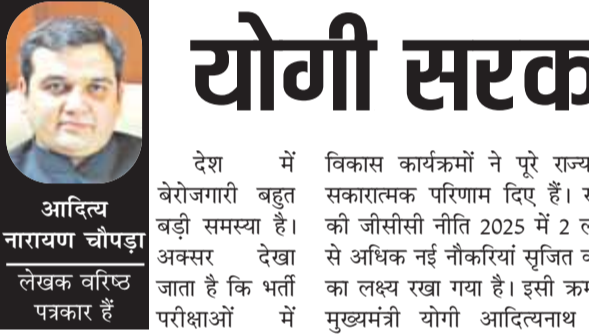 योगी सरक
आदित्य
नारायण चौपड़ा
लेखक वरिष्ठ
पत्रकार हैं
देश में
बेरोजगारी बहुत
बड़ी समस्या है।
अक्सर देखा
जाता है कि भर्ती
परीक्षाओं में
विकास कार्यक्रमों ने पूरे राज्य
सकारात्मक परिणाम दिए हैं।
की जीसीसी नीति 2025 में 2
से अधिक नई नौकरियां सृजित
का लक्ष्य रखा गया है। इसी क्रम
मुख्यमंत्री योगी आदित्यनाथ